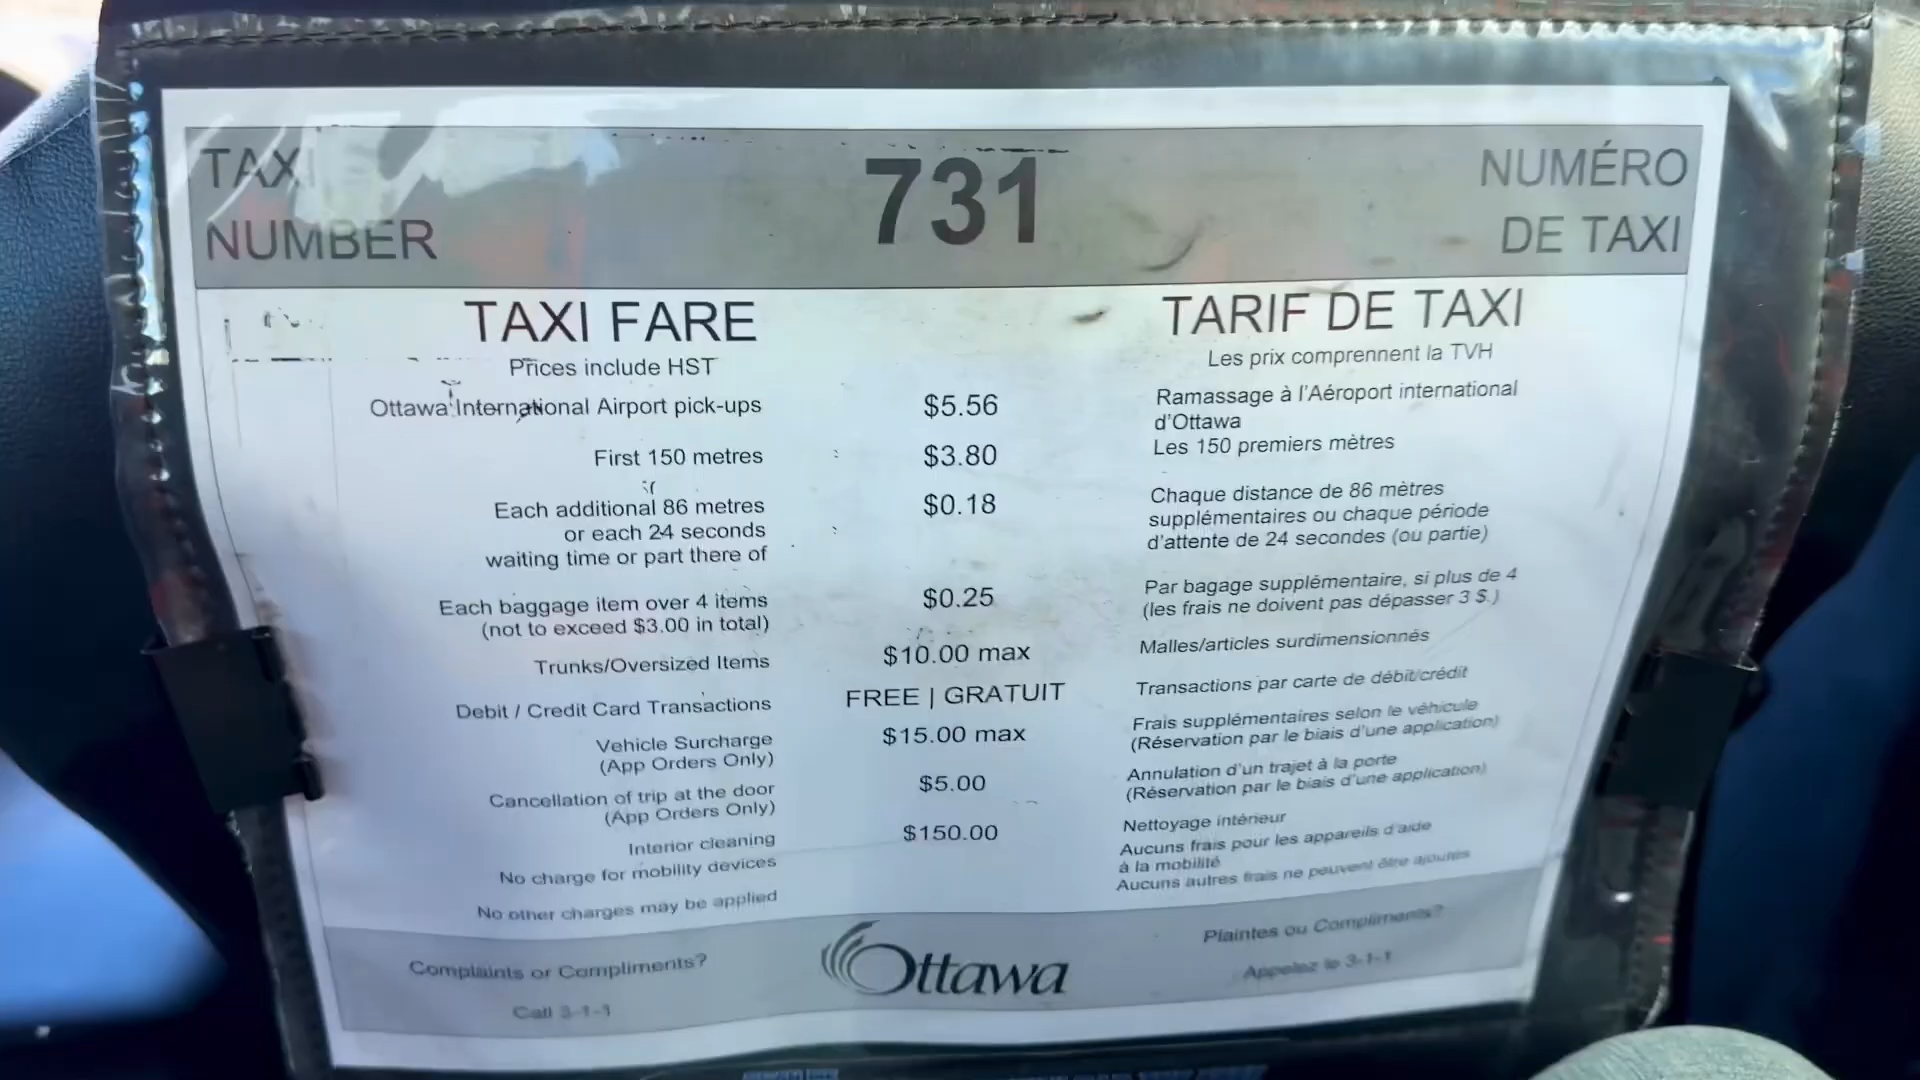 TAXI
NUMBER
731
NUMÉRO
DE TAXI
TAXI FARE
Prices include HST
TARIF DE TAXI
Les prix comprennent la TVH
Ottawa International Airport pick-ups
$5.56
Ramassage à l'Aéroport international
d'Ottawa
First 150 metres
$3.80
Les 150 premiers mètres
Each additional 86 metres
or each 24 seconds
waiting time or part there of
$0.18
Chaque distance de 86 mètres
supplémentaires ou chaque période
d'attente de 24 secondes (ou partie)
Each baggage item over 4 items
(not to exceed $3.00 in total)
$0.25
Par bagage supplémentaire, si plus de 4
(les frais ne doivent pas dépasser 3 $.)
Trunks/Oversized Items
$10.00 max
Malles/articles surdimensionnés
Debit / Credit Card Transactions
FREE | GRATUIT
Transactions par carte de débit/crédit
Vehicle Surcharge
(App Orders Only)
$15.00 max
Frais supplémentaires selon le véhicule
(Réservation par le biais d'une application)
Cancellation of trip at the door
(App Orders Only)
$5.00
Annulation d'un trajet à la porte
(Réservation par le biais d'une application)
Interior cleaning
$150.00
Nettoyage intérieur
No charge for mobility devices
Aucuns frais pour les appareils d'aide
à la mobilité
No other charges may be applied
Aucuns autres frais ne peuvent être ajoutés
Complaints or Compliments?
Call 3-1-1
Ottawa
Plaintes ou Compliments?
Appelez le 3-1-1